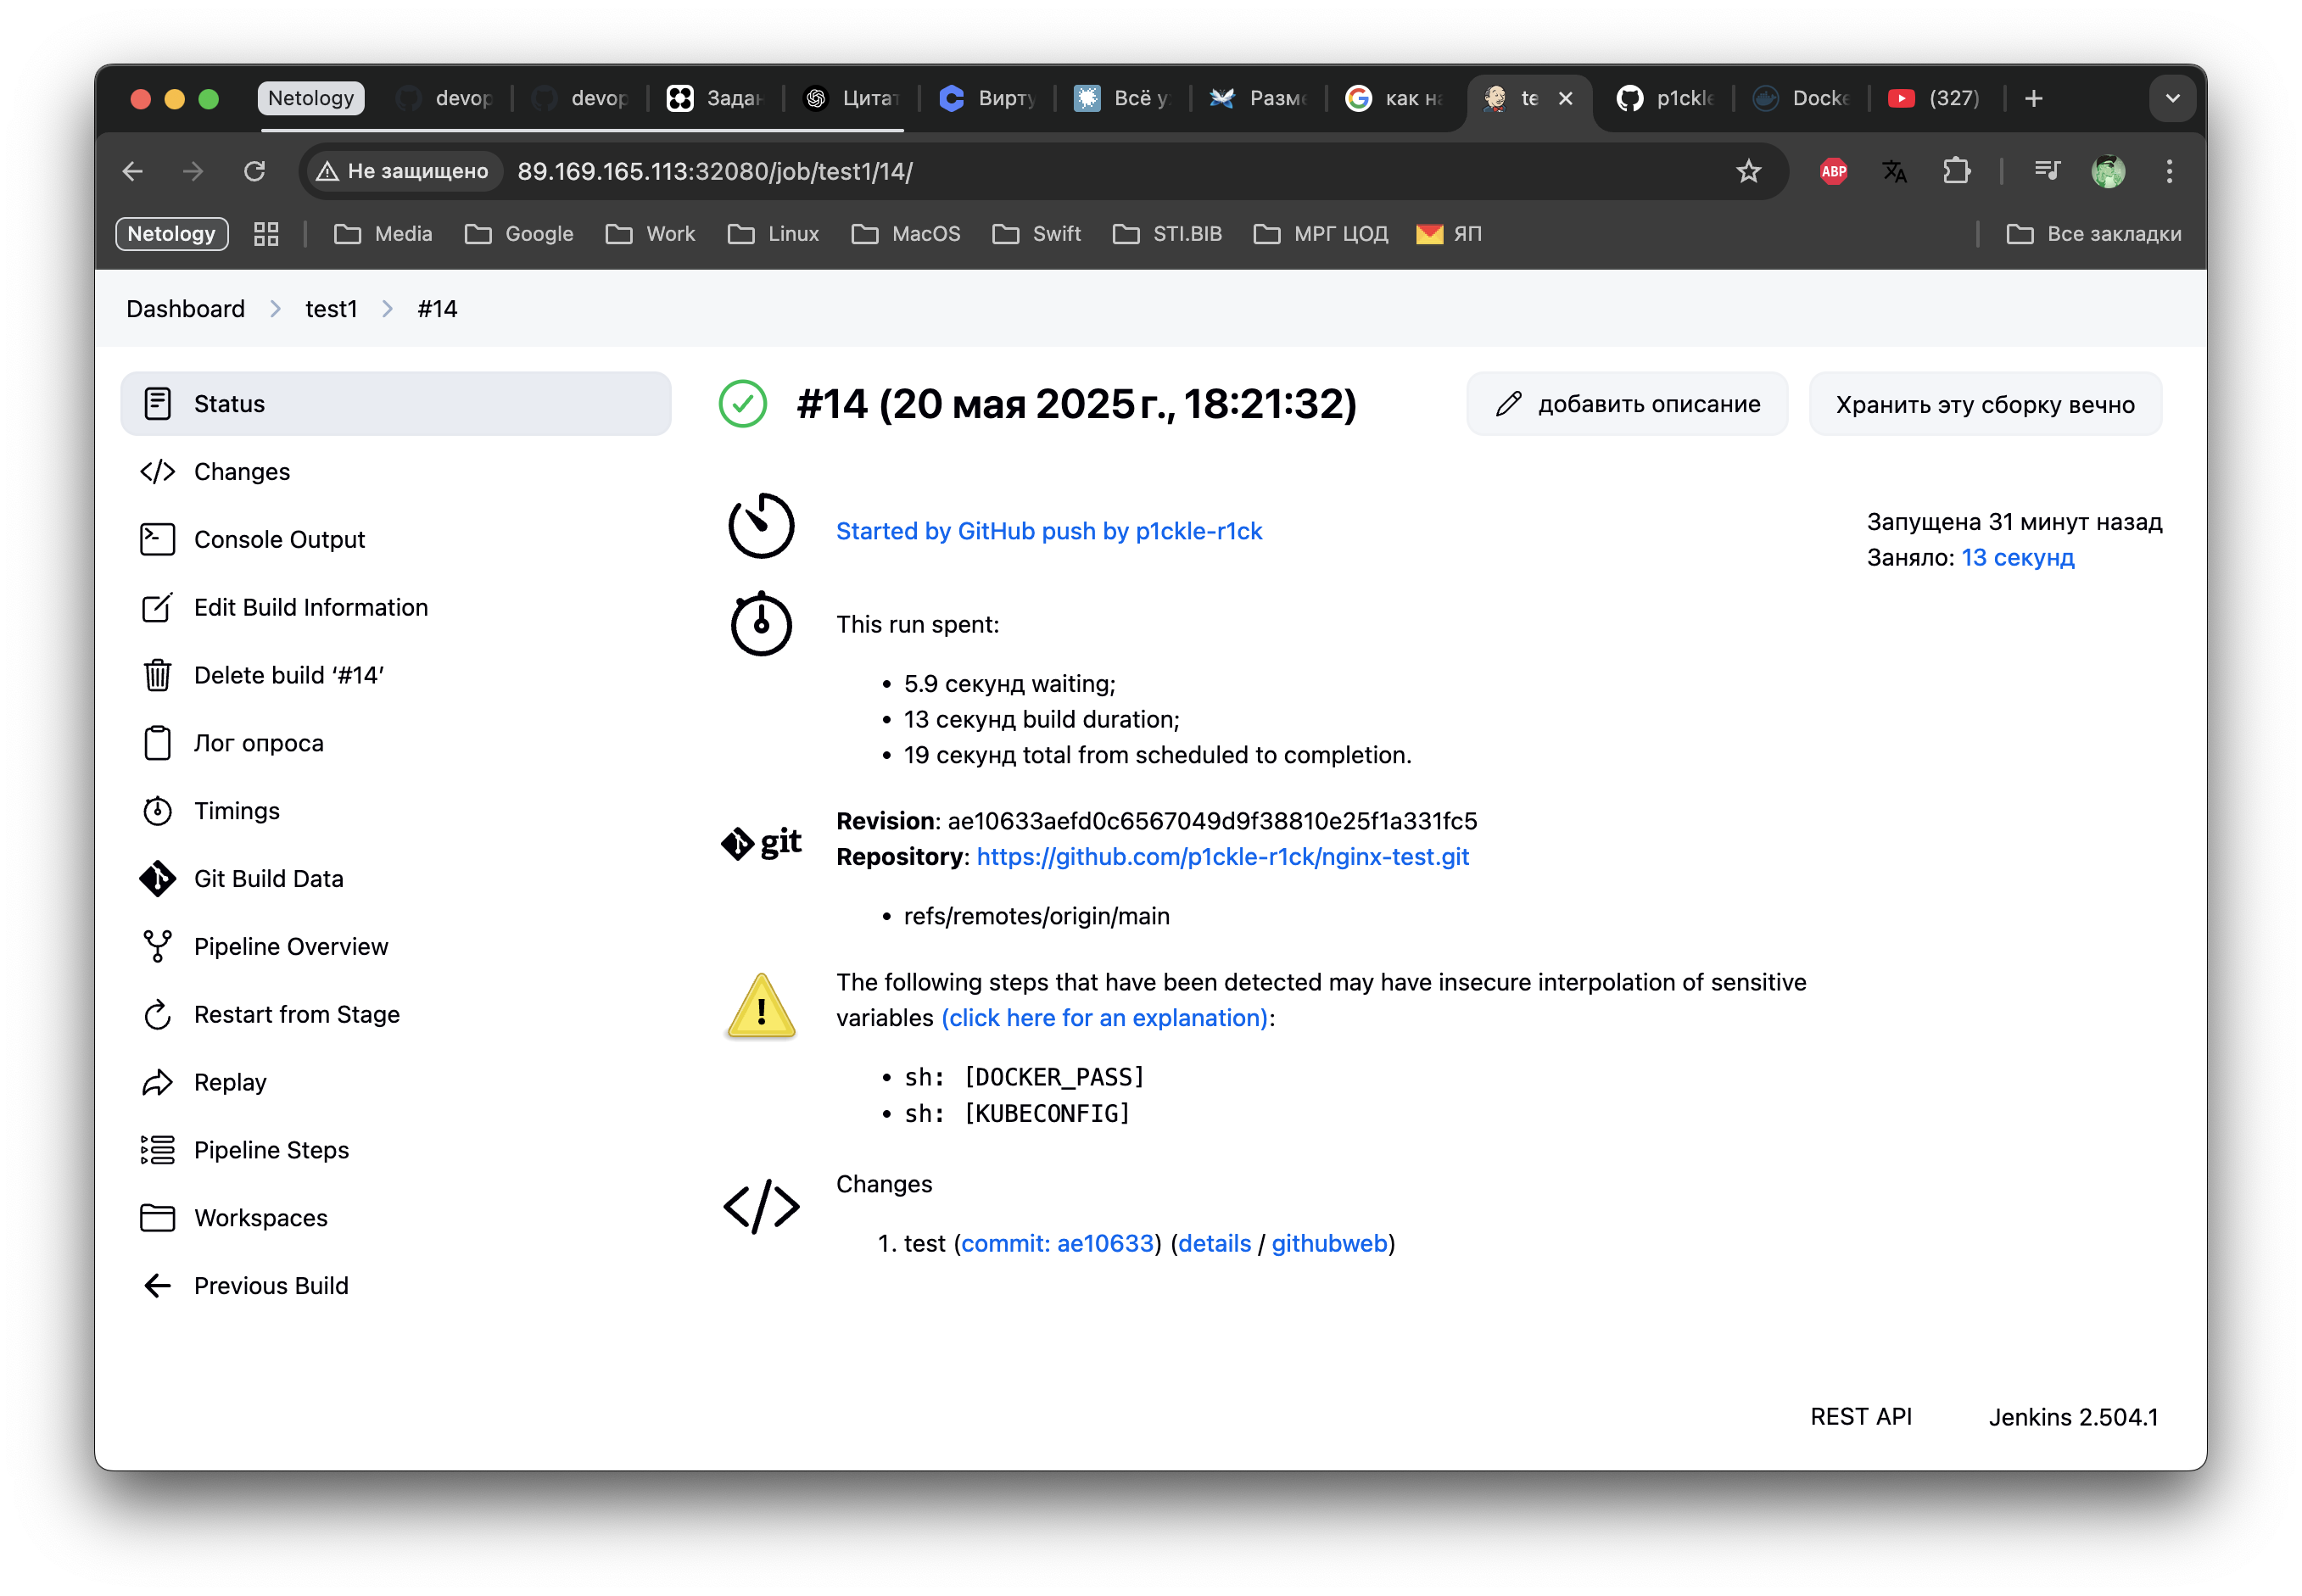 Netology
devop
devop
Задан
Цитат
Вирту
Всё у
Разме
как на
te
p1ckle
Docke
(327)
Не защищено
89.169.165.113:32080/job/test1/14/
ABP
Netology
Media
Google
Work
Linux
MacOS
Swift
STI.BIB
МРГ ЦОД
ЯП
Все закладки
Dashboard
test1
#14
Status
Changes
Console Output
Edit Build Information
Delete build ‘#14’
Лог опроса
Timings
Git Build Data
Pipeline Overview
Restart from Stage
Replay
Pipeline Steps
Workspaces
Previous Build
#14 (20 мая 2025 г., 18:21:32)
добавить описание
Хранить эту сборку вечно
Started by GitHub push by p1ckle-r1ck
Запущена 31 минут назад
Заняло: 13 секунд
This run spent:
• 5.9 секунд waiting;
• 13 секунд build duration;
• 19 секунд total from scheduled to completion.
git
Revision: ae10633aefd0c6567049d9f38810e25f1a331fc5
Repository: https://github.com/p1ckle-r1ck/nginx-test.git
• refs/remotes/origin/main
The following steps that have been detected may have insecure interpolation of sensitive
variables (click here for an explanation):
• sh: [DOCKER_PASS]
• sh: [KUBECONFIG]
Changes
1. test (commit: ae10633) (details / githubweb)
REST API
Jenkins 2.504.1